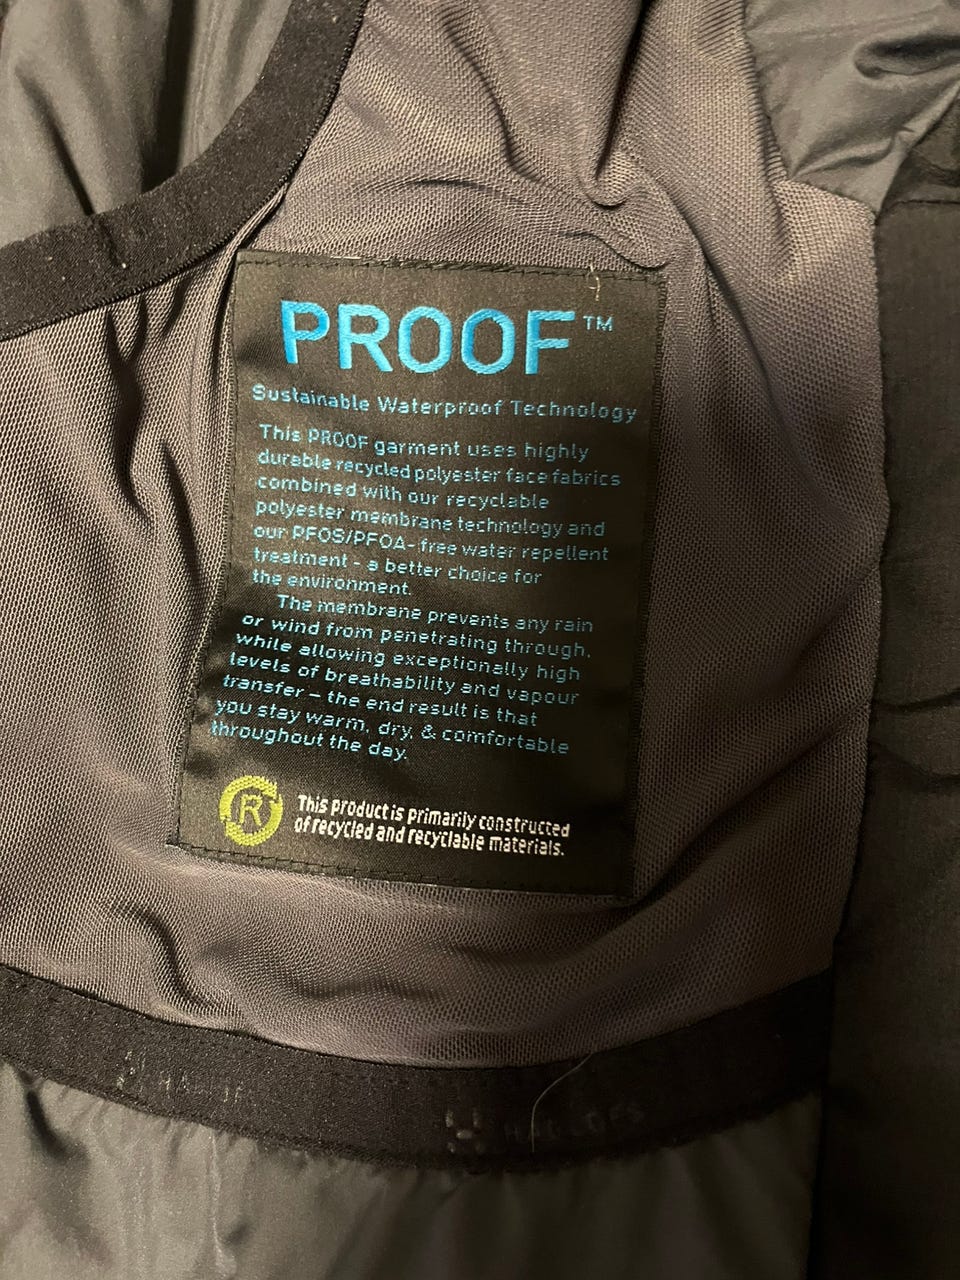 PROOF™
Sustainable Waterproof Technology
This PROOF garment uses highly
durable recycled polyester face fabrics
combined with our recyclable
polyester membrane technology and
our PFOS/PFOA-free water repellent
treatment - a better choice for
the environment.
The membrane prevents any rain
or wind from penetrating through,
while allowing exceptionally high
levels of breathability and vapour
transfer – the end result is that
you stay warm, dry, & comfortable
throughout the day.
R
This product is primarily constructed
of recycled and recyclable materials.